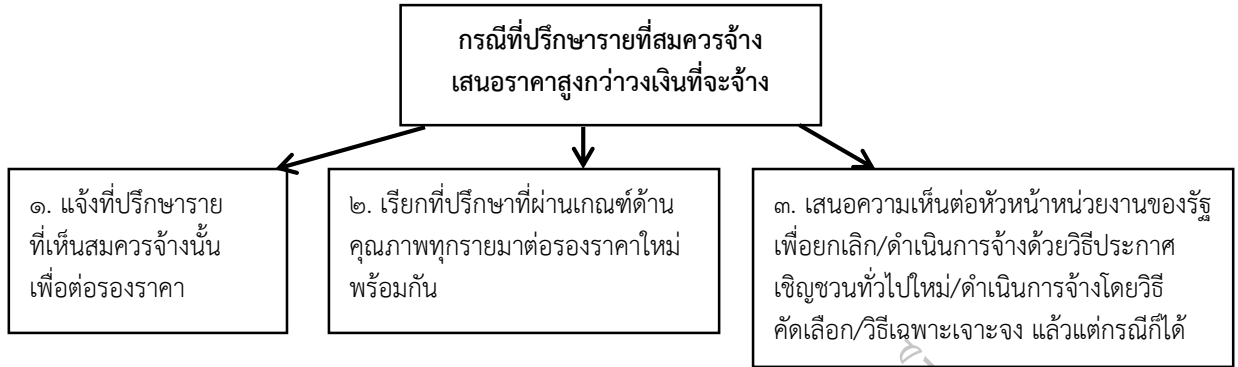 กรณีที่ปรึกษารายที่สมควรจ้าง
เสนอราคาสูงกว่าวงเงินที่จะจ้าง
๑. แจ้งที่ปรึกษาราย
ที่เห็นสมควรจ้างนั้น
เพื่อต่อรองราคา
๒. เรียกที่ปรึกษาที่ผ่านเกณฑ์ด้าน
คุณภาพทุกรายมาต่อรองราคาใหม่
พร้อมกัน
๓. เสนอความเห็นต่อหัวหน้าหน่วยงานของรัฐ
เพื่อยกเลิก/ดำเนินการจ้างด้วยวิธีประกาศ
เชิญชวนทั่วไปใหม่/ดำเนินการจ้างโดยวิธี
คัดเลือก/วิธีเฉพาะเจาะจง แล้วแต่กรณีก็ได้